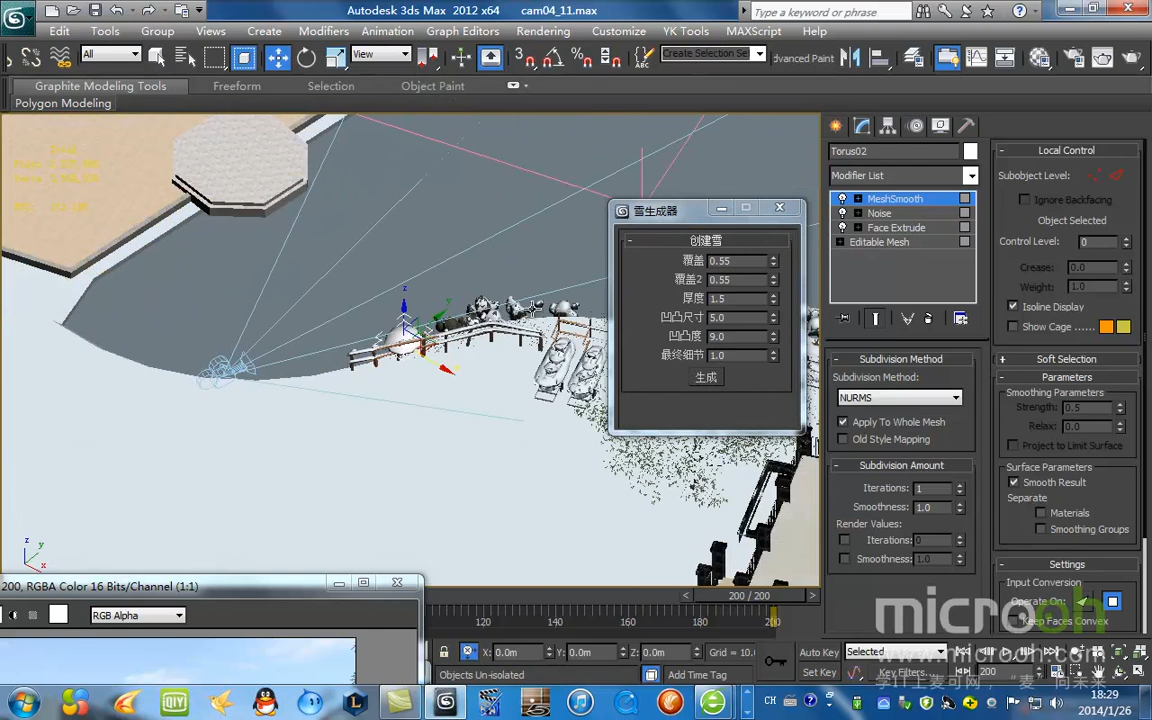 Autodesk 3ds Max 2012 x64 cam04_11.max
Type a keyword or phrase
Edit Tools Group Views Create Modifiers Animation Graph Editors Rendering Customize YK Tools MAXScript Help
All View Create Selection Se dvanced Paint
Graphite Modeling Tools Freeform Selection Object Paint
Polygon Modeling
Total
雪生成器
创建雪
覆盖 0.55
覆盖2 0.55
厚度 1.5
凹凸尺寸 5.0
凹凸度 9.0
最终细节 1.0
生成
Torus02
Modifier List
MeshSmooth
Noise
Face Extrude
Editable Mesh
Subdivision Method
Subdivision Method:
NURMS
Apply To Whole Mesh
Old Style Mapping
Subdivision Amount
Iterations: 1
Smoothness: 1.0
Render Values:
Iterations: 0
Smoothness: 1.0
Local Control
Subobject Level:
Ignore Backfacing
Object Selected
Control Level: 0
Crease: 0.0
Weight: 1.0
Isoline Display
Show Cage ......
Soft Selection
Parameters
Smoothing Parameters
Strength: 0.5
Relax: 0.0
Project to Limit Surface
Surface Parameters
Smooth Result
Separate
Materials
Smoothing Groups
Settings
Input Conversion
Operate On:
Keep Faces Convex
z y x
z y x
200, RGBA Color 16 Bits/Channel (1:1)
RGB Alpha
< 200 / 200 >
120 140 160 180 200
X: 0.0m Y: 0.0m Z: 0.0m Grid = 10.0
Auto Key Selected
Objects Un-isolated Add Time Tag Set Key Key Filters... 200
microoh
www.microoh.com
CH
18:29
2014/1/26